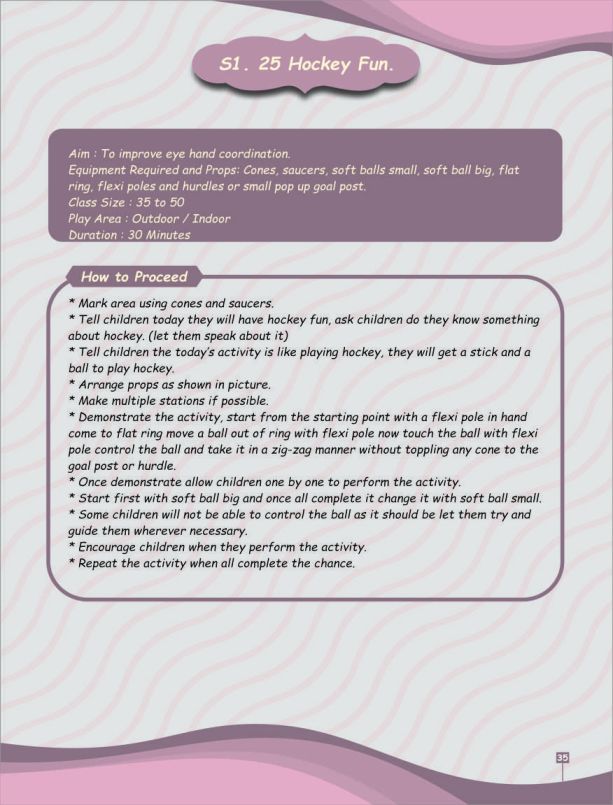 S1. 25 Hockey Fun.
Aim : To improve eye hand coordination.
Equipment Required and Props: Cones, saucers, soft balls small, soft ball big, flat
ring, flexi poles and hurdles or small pop up goal post.
Class Size : 35 to 50
Play Area : Outdoor / Indoor
Duration : 30 Minutes
How to Proceed
* Mark area using cones and saucers.
* Tell children today they will have hockey fun, ask children do they know something
about hockey. (let them speak about it)
* Tell children the today's activity is like playing hockey, they will get a stick and a
ball to play hockey.
* Arrange props as shown in picture.
* Make multiple stations if possible.
* Demonstrate the activity, start from the starting point with a flexi pole in hand
come to flat ring move a ball out of ring with flexi pole now touch the ball with flexi
pole control the ball and take it in a zig-zag manner without toppling any cone to the
goal post or hurdle.
* Once demonstrate allow children one by one to perform the activity.
* Start first with soft ball big and once all complete it change it with soft ball small.
* Some children will not be able to control the ball as it should be let them try and
guide them wherever necessary.
* Encourage children when they perform the activity.
* Repeat the activity when all complete the chance.
35